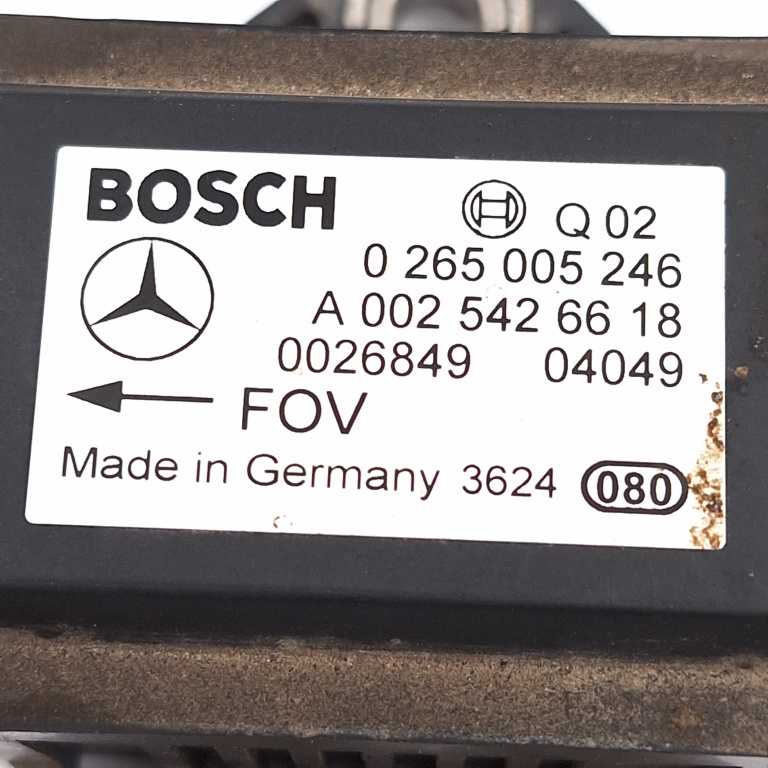 BOSCH Q 02
0 265 005 246
A 002 542 66 18
0026849 04049
FOV
Made in Germany 3624 080